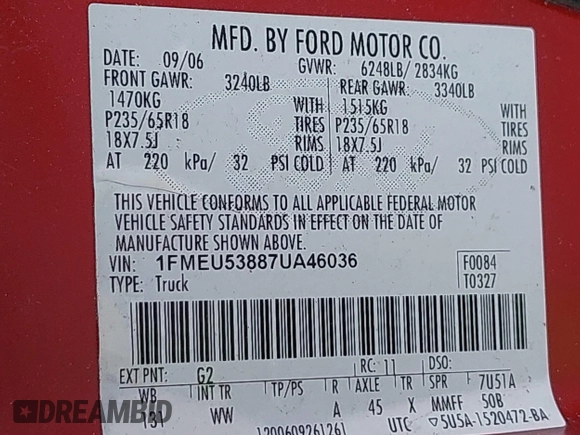 MFD. BY FORD MOTOR CO.
DATE: 09/06 GVWR: 6248LB/ 2834KG
FRONT GAWR: 3240LB REAR GAWR: 3340LB
1470KG WITH 1515KG WITH
P235/65R18 TIRES P235/65R18 TIRES
18X7.5J RIMS 18X7.5J RIMS
AT 220 kPa/ 32 PSI COLD AT 220 kPa/ 32 PSI COLD
THIS VEHICLE CONFORMS TO ALL APPLICABLE FEDERAL MOTOR
VEHICLE SAFETY STANDARDS IN EFFECT ON THE DATE OF
MANUFACTURE SHOWN ABOVE.
VIN: 1FMEU53887UA46036 F0084
TYPE: Truck T0327
EXT PNT: G2 RC: 11 DSO:
WB INT TR TP/PS R AXLE TR SPR 7U51A
131 WW A 45 X MMFF 50B
12006092612611 UTC ▽5U5A-1520472-BA
DREAMBID